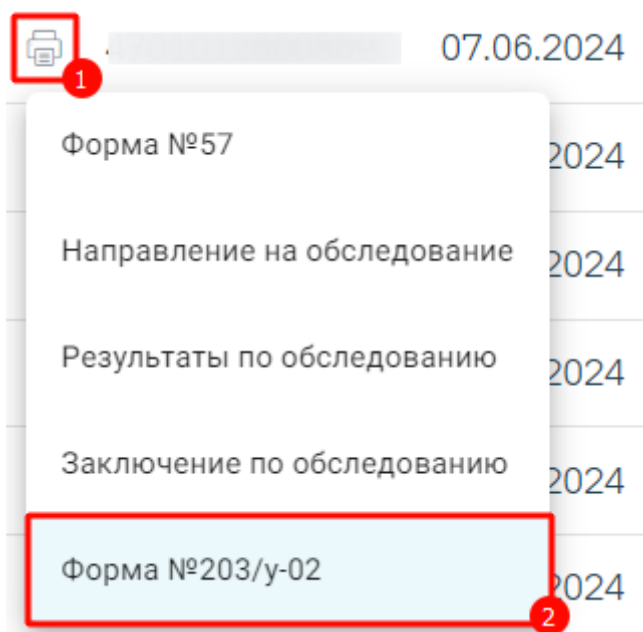 07.06.2024
1
Форма №57
2024
Направление на обследование
2024
Результаты по обследованию
2024
Заключение по обследованию
2024
Форма №203/у-02
2024
2